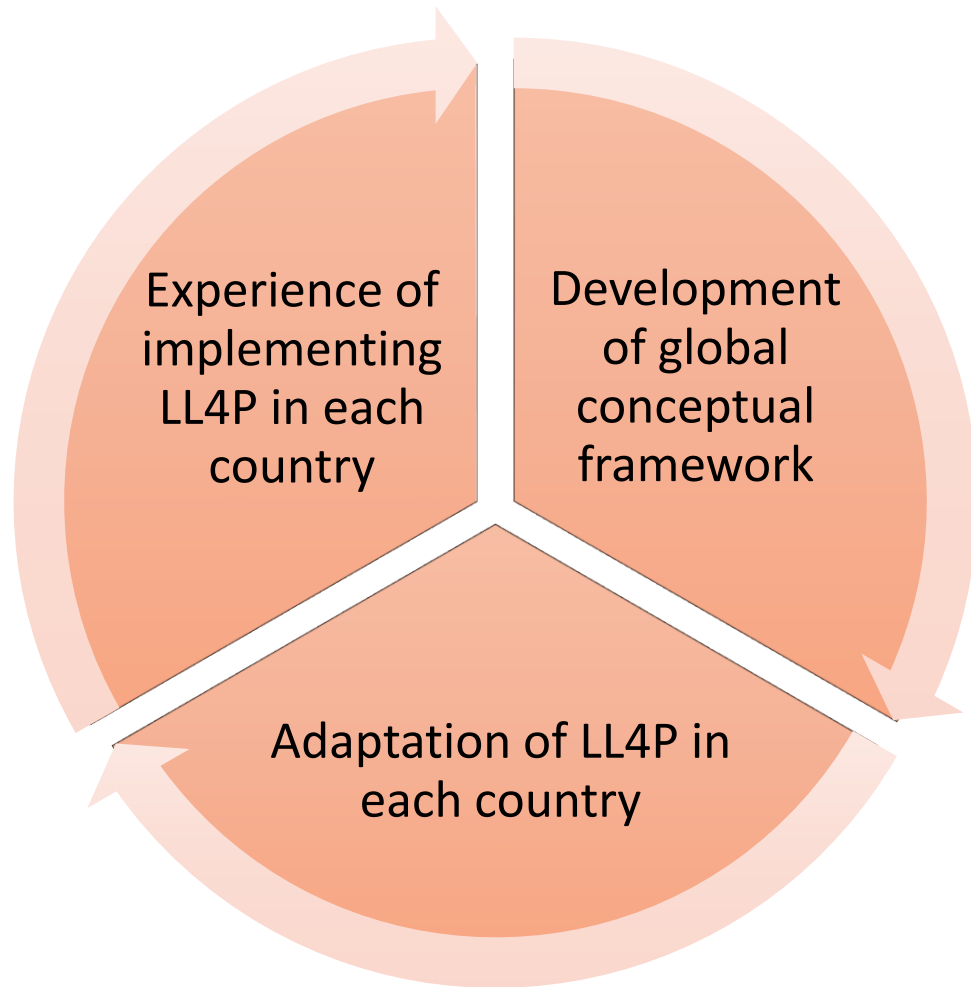 Experience of
implementing
LL4P in each
country
Development
of global
conceptual
framework
Adaptation of LL4P in
each country